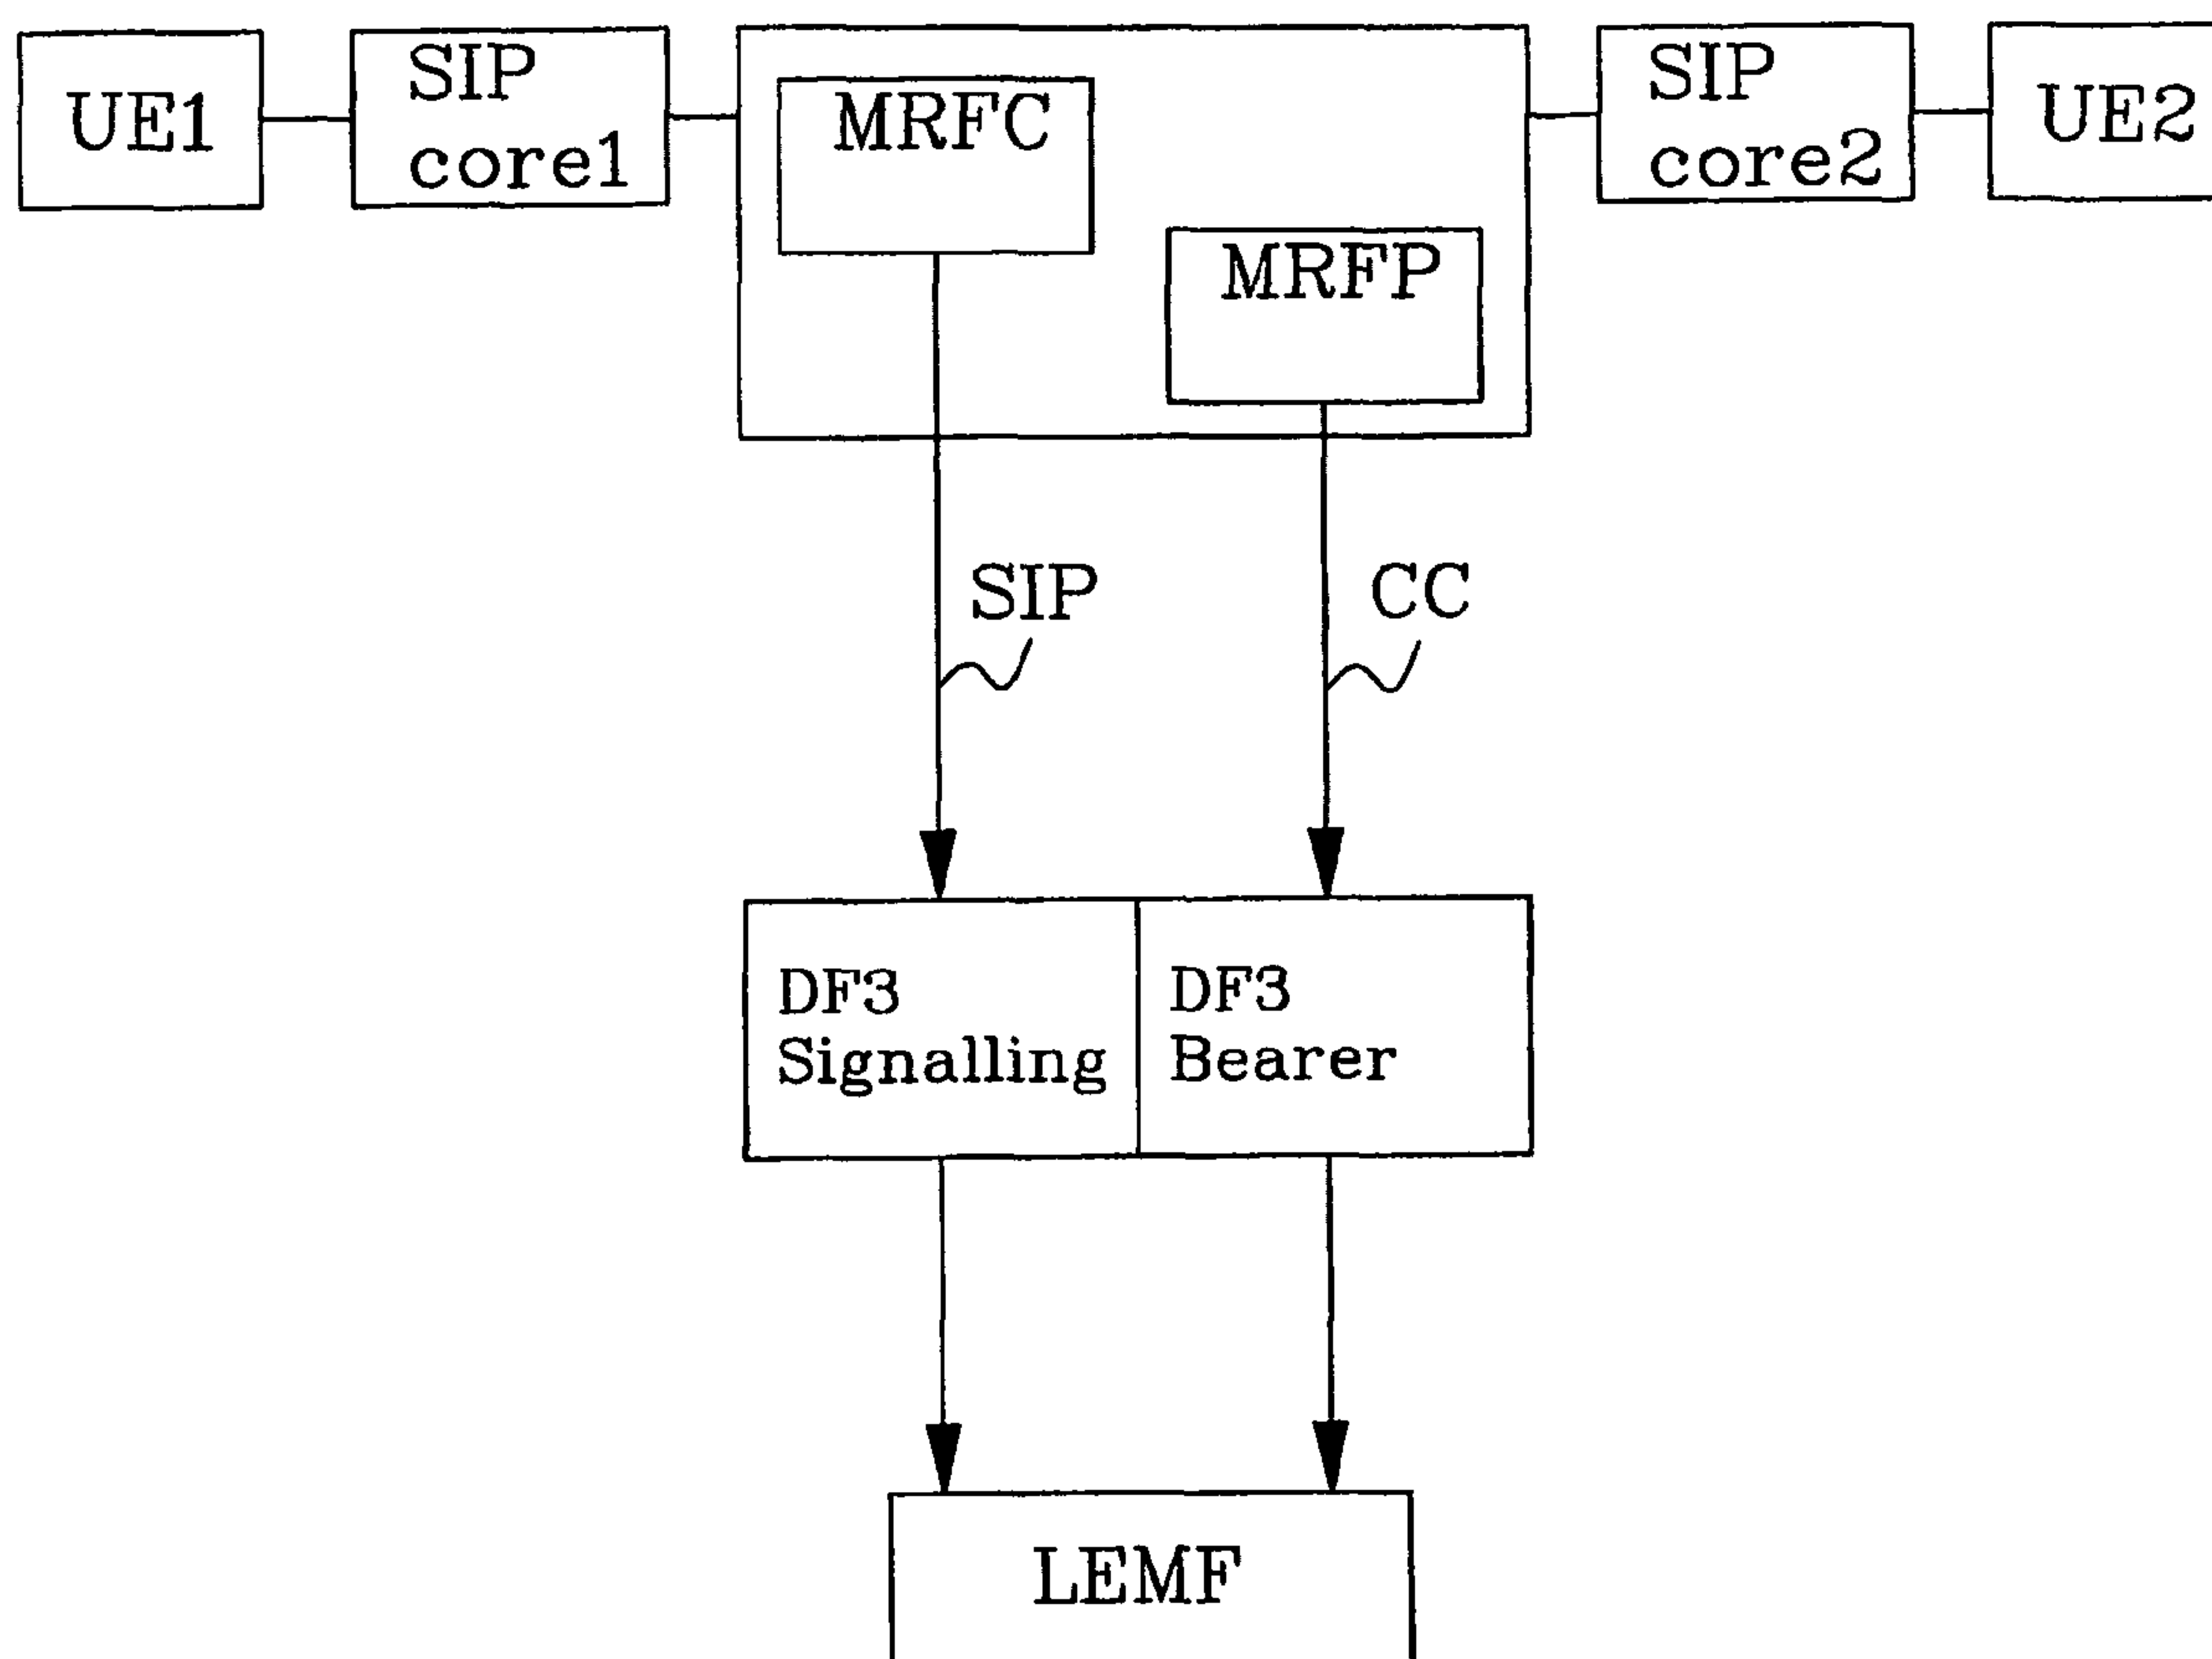 UE1
SIP
core1
MRFC
MRFP
SIP
core2
UE2
SIP
CC
DF3
Signalling
DF3
Bearer
LEMF